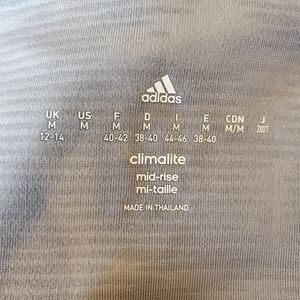 adidas
UK US F D I E CDN J
M M M M M M M/M
12-14 40-42 38-40 44-46 38-40
climalite
mid-rise
mi-taille
MADE IN THAILAND